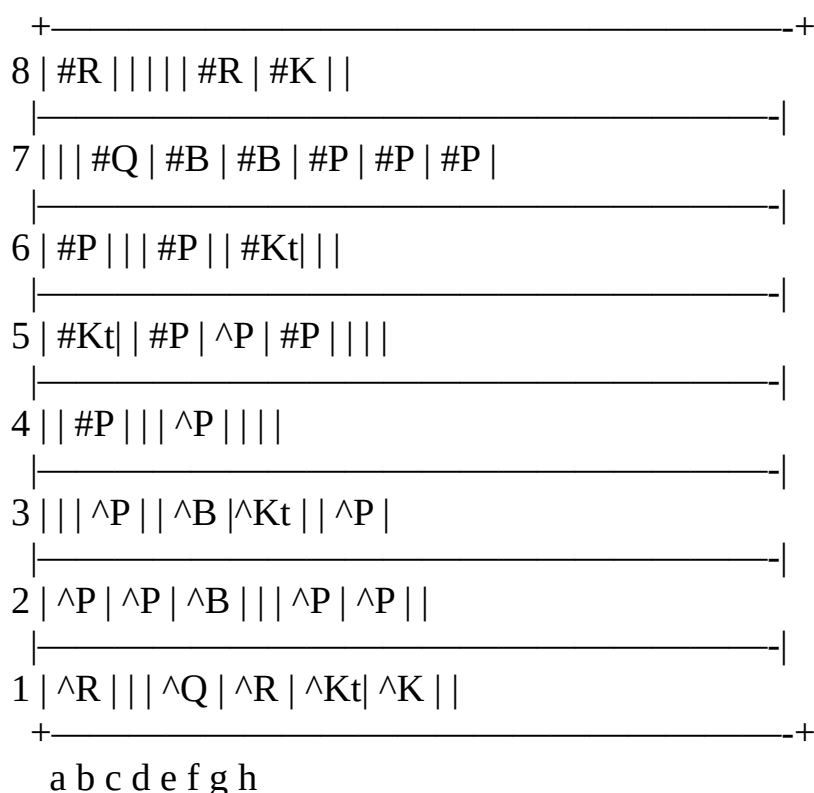 +——————————————————-+
8 | #R | | | | | #R | #K | |
|——————————————————-|
7 | | | #Q | #B | #B | #P | #P | #P |
|——————————————————-|
6 | #P | | | #P | | #Kt| | |
|——————————————————-|
5 | #Kt| | #P | ^P | #P | | | |
|——————————————————-|
4 | | #P | | | ^P | | | |
|——————————————————-|
3 | | | ^P | | ^B |^Kt | | ^P |
|——————————————————-|
2 | ^P | ^P | ^B | | | ^P | ^P | |
|——————————————————-|
1 | ^R | | | ^Q | ^R | ^Kt| ^K | |
+——————————————————-+
a b c d e f g h